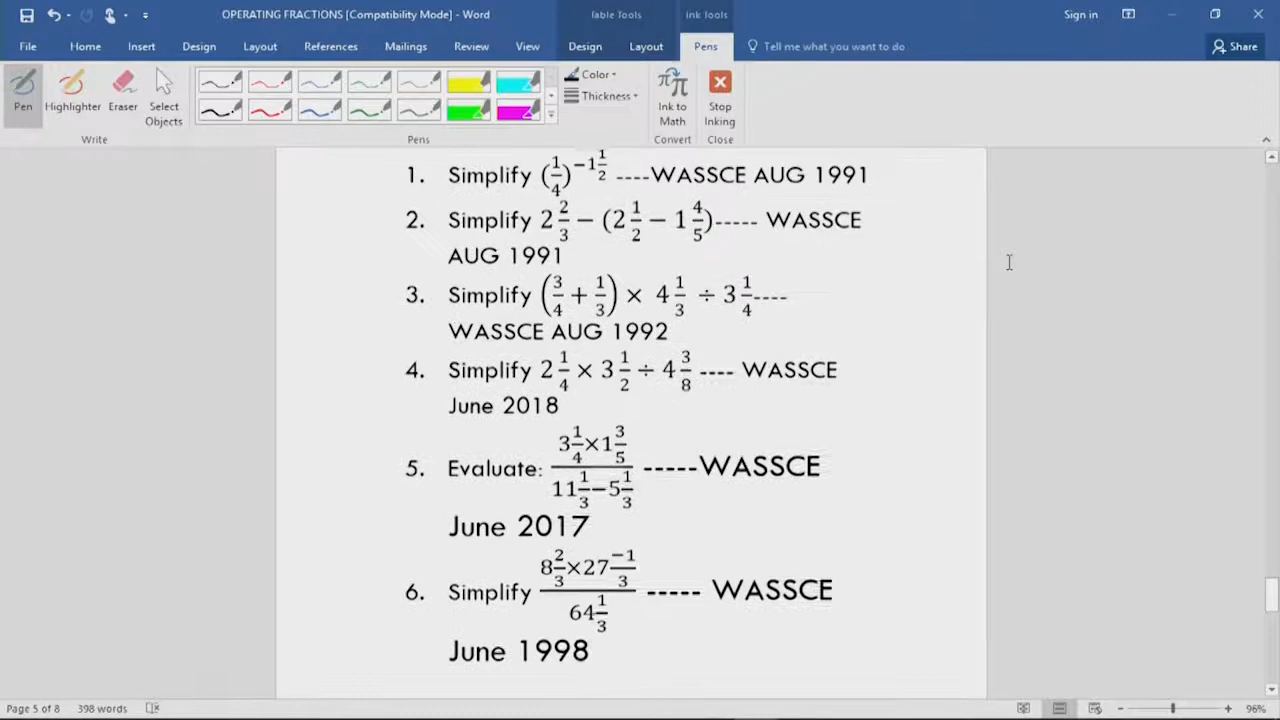 OPERATING FRACTIONS [Compatibility Mode] - Word
Table Tools
Ink Tools
Sign in
File Home Insert Design Layout References Mailings Review View Design Layout Pens Tell me what you want to do Share
Pen Highlighter Eraser Select Objects
Color
Thickness
Ink to Math
Stop Inking
Write Pens Convert Close
1. Simplify (1/4)^−1 1/2 ----WASSCE AUG 1991
2. Simplify 2 2/3 − (2 1/2 − 1 4/5)----- WASSCE
AUG 1991
3. Simplify (3/4 + 1/3) × 4 1/3 ÷ 3 1/4----
WASSCE AUG 1992
4. Simplify 2 1/4 × 3 1/2 ÷ 4 3/8 ---- WASSCE
June 2018
5. Evaluate: (3 1/4 × 1 3/5)/(11 1/3 − 5 1/3) -----WASSCE
June 2017
6. Simplify (8 2/3 × 27 −1/3)/(64 1/3) ----- WASSCE
June 1998
Page 5 of 8 398 words 96%